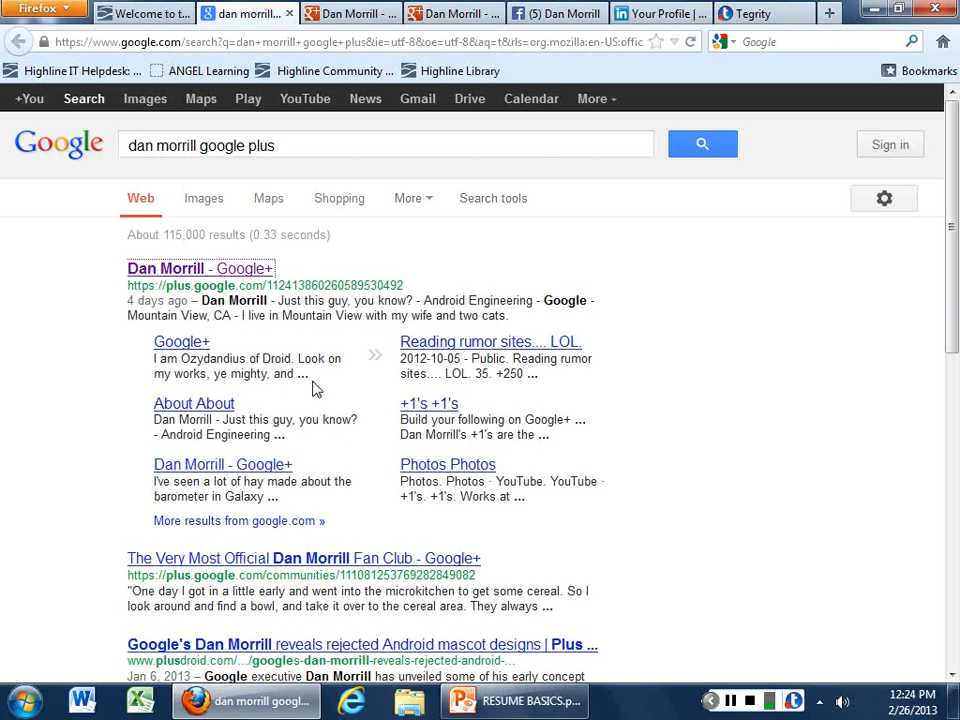 Firefox
Welcome to t...
dan morrill...
Dan Morrill - ...
Dan Morrill - ...
(5) Dan Morrill
Your Profile | ...
Tegrity
https://www.google.com/search?q=dan+morrill+google+plus&ie=utf-8&oe=utf-8&aq=t&rls=org.mozilla:en-US:offic
Google
Highline IT Helpdesk: ...
ANGEL Learning
Highline Community ...
Highline Library
Bookmarks
+You
Search
Images
Maps
Play
YouTube
News
Gmail
Drive
Calendar
More
Google
dan morrill google plus
Sign in
Web
Images
Maps
Shopping
More
Search tools
About 115,000 results (0.33 seconds)
Dan Morrill - Google+
https://plus.google.com/112413860260589530492
4 days ago – Dan Morrill - Just this guy, you know? - Android Engineering - Google -
Mountain View, CA - I live in Mountain View with my wife and two cats.
Google+
I am Ozydandius of Droid. Look on
my works, ye mighty, and ...
Reading rumor sites.... LOL.
2012-10-05 - Public. Reading rumor
sites.... LOL. 35. +250 ...
About About
Dan Morrill - Just this guy, you know?
- Android Engineering ...
+1's +1's
Build your following on Google+ ...
Dan Morrill's +1's are the ...
Dan Morrill - Google+
I've seen a lot of hay made about the
barometer in Galaxy ...
Photos Photos
Photos. Photos · YouTube. YouTube ·
+1's. +1's. Works at ...
More results from google.com »
The Very Most Official Dan Morrill Fan Club - Google+
https://plus.google.com/communities/111081253769282849082
"One day I got in a little early and went into the microkitchen to get some cereal. So I
look around and find a bowl, and take it over to the cereal area. They always ...
Google's Dan Morrill reveals rejected Android mascot designs | Plus ...
www.plusdroid.com/.../googles-dan-morrill-reveals-rejected-android-...
Jan 6, 2013 – Google executive Dan Morrill has unveiled some of his early concept
dan morrill googl...
RESUME BASICS.p...
12:24 PM
2/26/2013